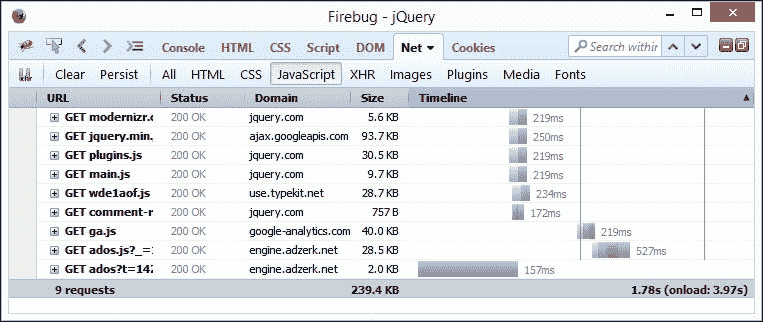 Firebug - jQuery
Console HTML CSS Script DOM Net Cookies Search within
Clear Persist All HTML CSS JavaScript XHR Images Plugins Media Fonts
URL Status Domain Size Timeline
GET modernizr.c 200 OK jquery.com 5.6 KB 219ms
GET jquery.min. 200 OK ajax.googleapis.com 93.7 KB 250ms
GET plugins.js 200 OK jquery.com 30.5 KB 219ms
GET main.js 200 OK jquery.com 9.7 KB 219ms
GET wde1aof.js 200 OK use.typekit.net 28.7 KB 234ms
GET comment-r 200 OK jquery.com 757 B 172ms
GET ga.js 200 OK google-analytics.com 40.0 KB 219ms
GET ados.js?_=1 200 OK engine.adzerk.net 28.5 KB 527ms
GET ados?t=142 200 OK engine.adzerk.net 2.0 KB 157ms
9 requests 239.4 KB 1.78s (onload: 3.97s)